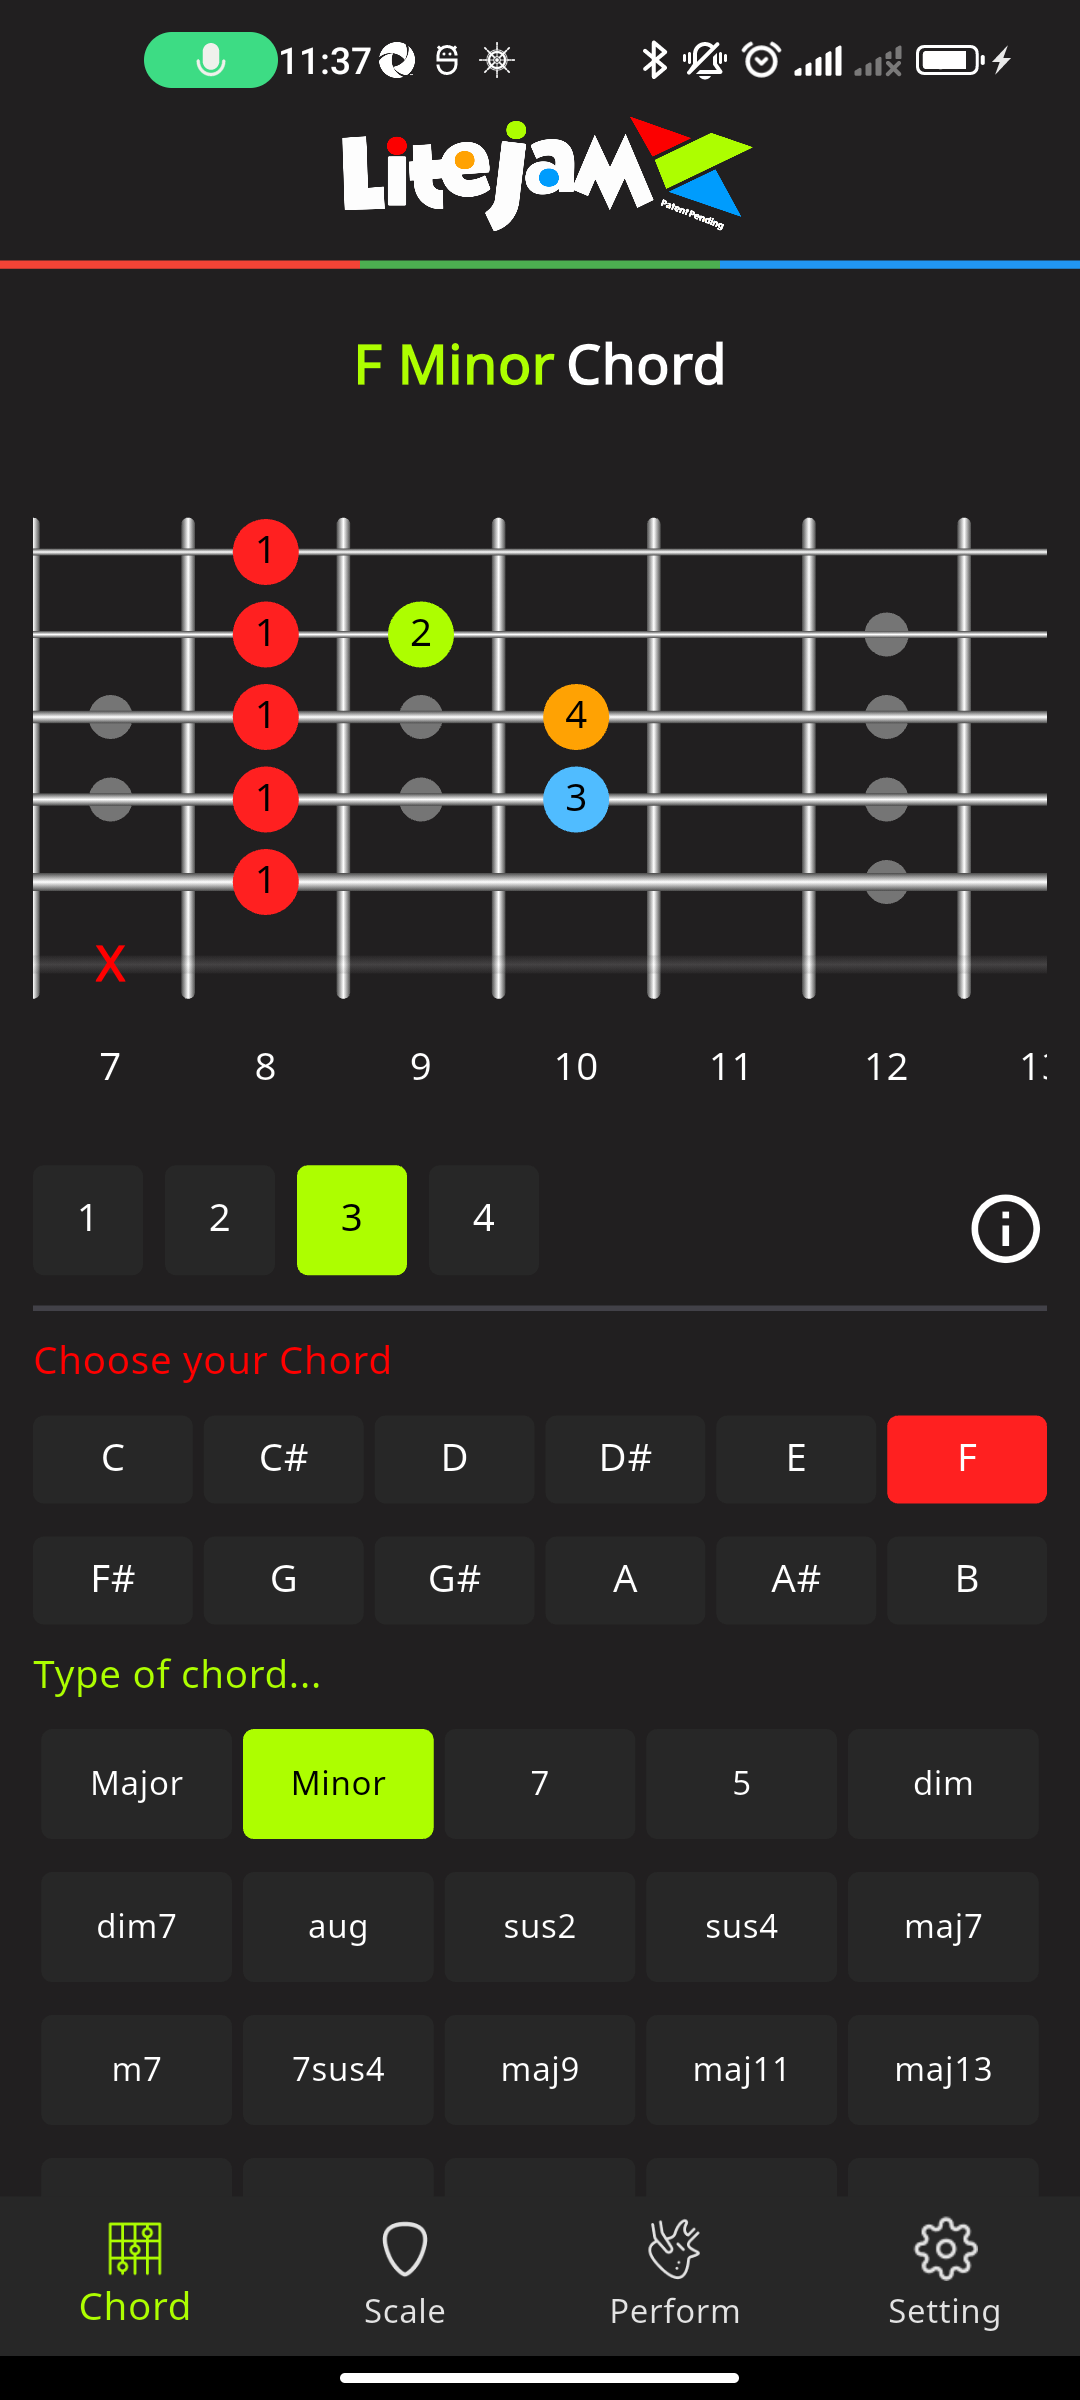 11:37
Litejam
Patent Pending
F Minor Chord
1
1 2
1 4
1 3
1
X
7 8 9 10 11 12
1 2 3 4
Choose your Chord
C C# D D# E F
F# G G# A A# B
Type of chord...
Major Minor 7 5 dim
dim7 aug sus2 sus4 maj7
m7 7sus4 maj9 maj11 maj13
Chord Scale Perform Setting